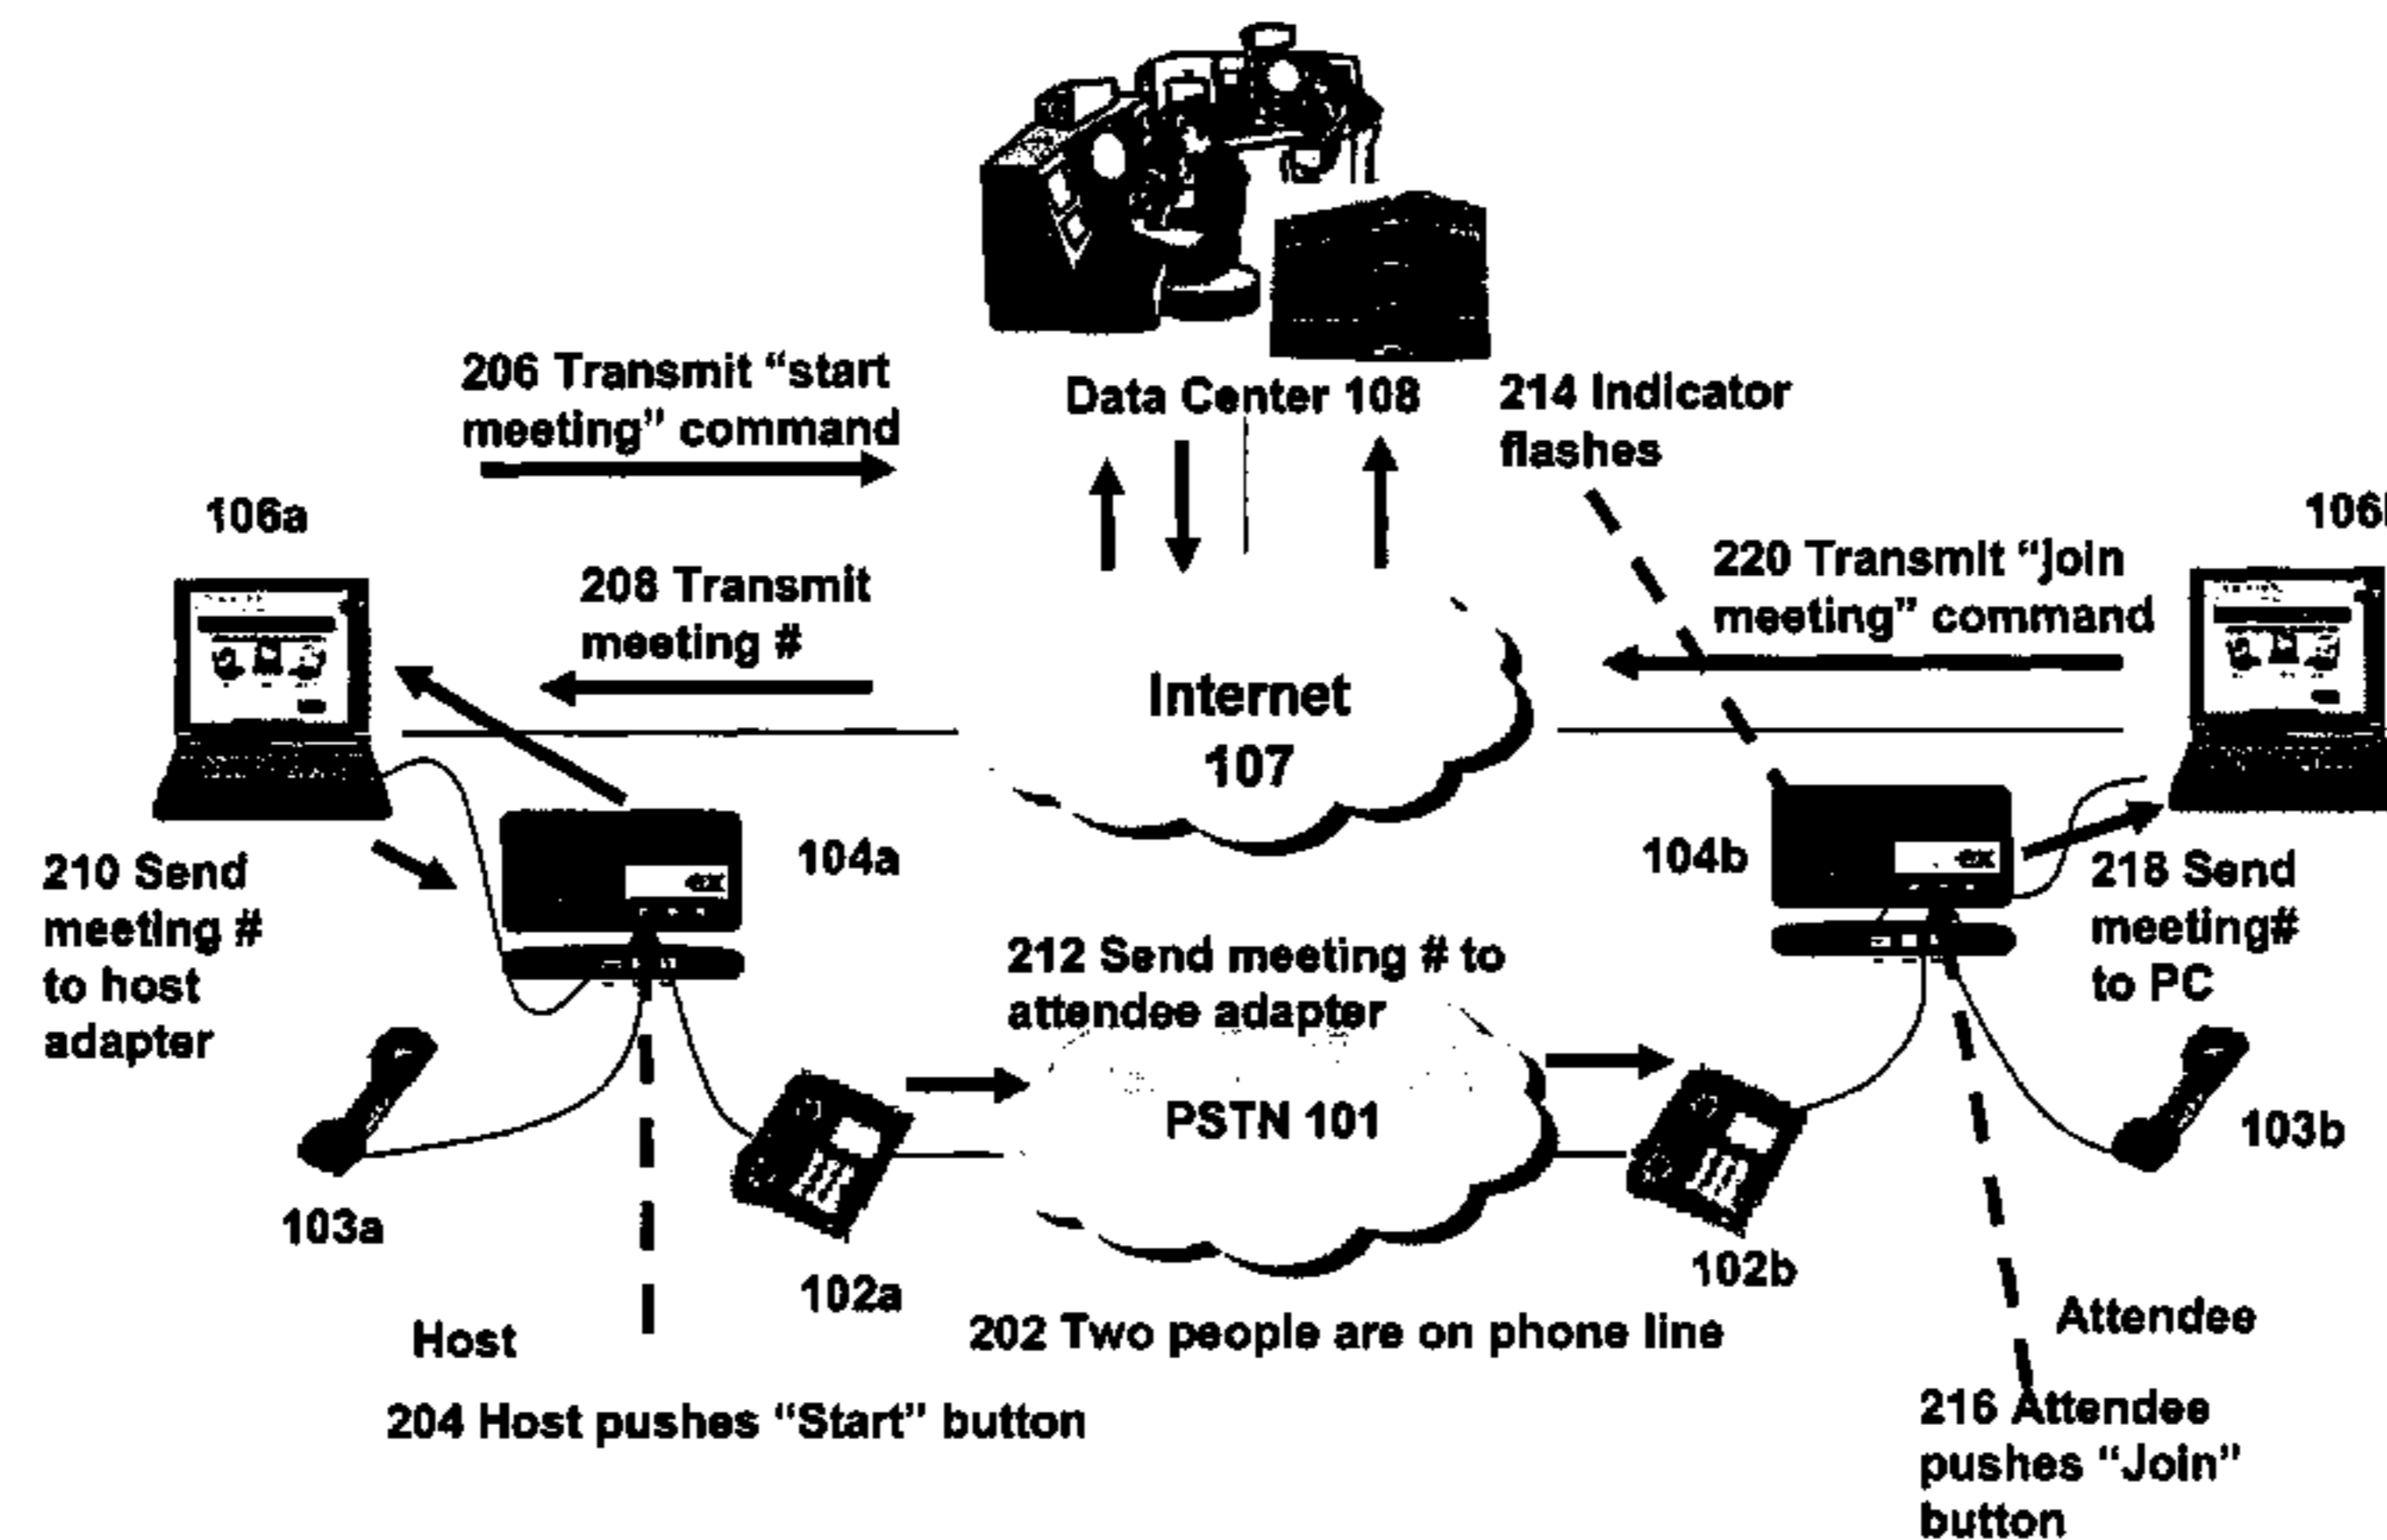 206 Transmit “start
meeting” command
Data Center 108
214 Indicator
flashes
106a
208 Transmit
meeting #
220 Transmit “join
meeting” command
Internet
107
104a
104b
210 Send
meeting #
to host
adapter
212 Send meeting # to
attendee adapter
218 Send
meeting#
to PC
PSTN 101
103a
103b
102a
102b
Host
202 Two people are on phone line
Attendee
204 Host pushes “Start” button
216 Attendee
pushes “Join”
button